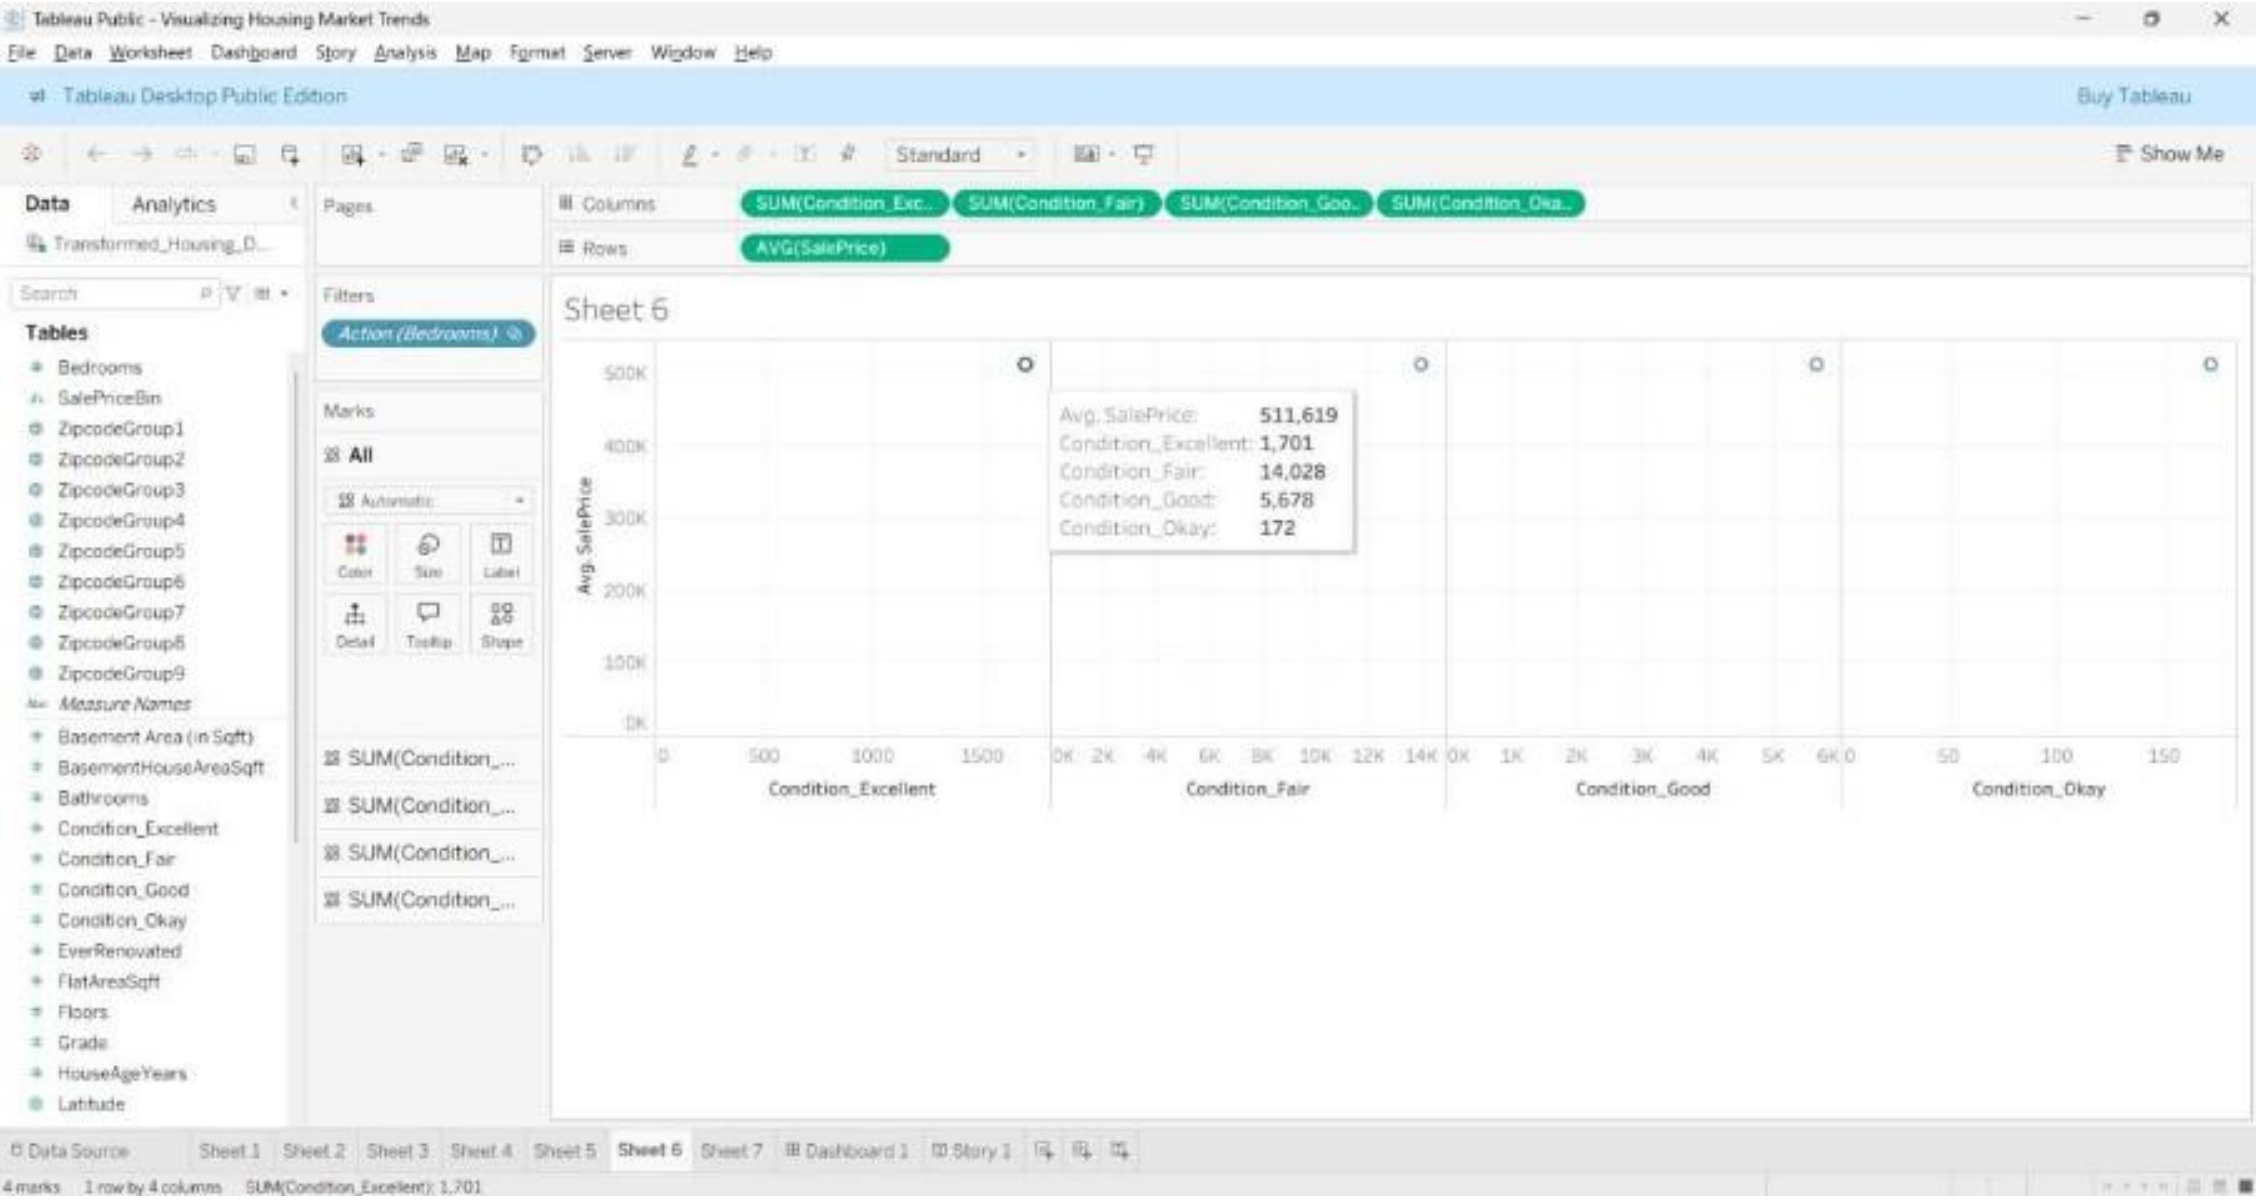 Tableau Public - Visualizing Housing Market Trends
File Data Worksheet Dashboard Story Analysis Map Format Server Window Help
Tableau Desktop Public Edition
Buy Tableau
Standard
Show Me
Data Analytics
Transformed_Housing_D...
Search
Tables
Bedrooms
SalePriceBin
ZipcodeGroup1
ZipcodeGroup2
ZipcodeGroup3
ZipcodeGroup4
ZipcodeGroup5
ZipcodeGroup6
ZipcodeGroup7
ZipcodeGroup8
ZipcodeGroup9
Abc Measure Names
Basement Area (in Sqft)
BasementHouseAreaSqft
Bathrooms
Condition_Excellent
Condition_Fair
Condition_Good
Condition_Okay
EverRenovated
FlatAreaSqft
Floors
Grade
HouseAgeYears
Latitude
Pages
Filters
Action (Bedrooms)
Marks
All
Automatic
Color Size Label
Detail Tooltip Shape
SUM(Condition_...
SUM(Condition_...
SUM(Condition_...
SUM(Condition_...
Columns SUM(Condition_Exc.. SUM(Condition_Fair) SUM(Condition_Goo.. SUM(Condition_Oka..
Rows AVG(SalePrice)
Sheet 6
Avg. SalePrice
500K
400K
300K
200K
100K
0K
Avg. SalePrice: 511,619
Condition_Excellent: 1,701
Condition_Fair: 14,028
Condition_Good: 5,678
Condition_Okay: 172
0 500 1000 1500 0K 2K 4K 6K 8K 10K 12K 14K 0K 1K 2K 3K 4K 5K 6K 0 50 100 150
Condition_Excellent Condition_Fair Condition_Good Condition_Okay
Data Source Sheet 1 Sheet 2 Sheet 3 Sheet 4 Sheet 5 Sheet 6 Sheet 7 Dashboard 1 Story 1
4 marks 1 row by 4 columns SUM(Condition_Excellent): 1,701